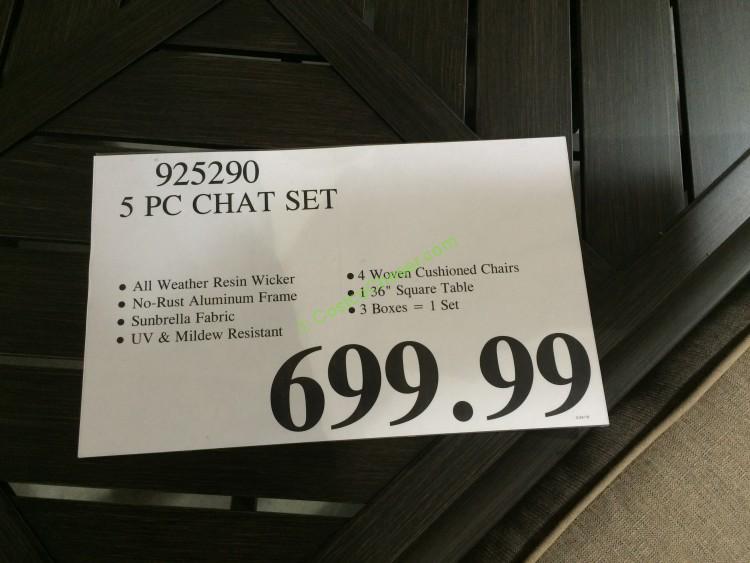 925290
5 PC CHAT SET
• All Weather Resin Wicker
• No-Rust Aluminum Frame
• Sunbrella Fabric
• UV & Mildew Resistant
• 4 Woven Cushioned Chairs
• 1 36" Square Table
• 3 Boxes = 1 Set
699.99